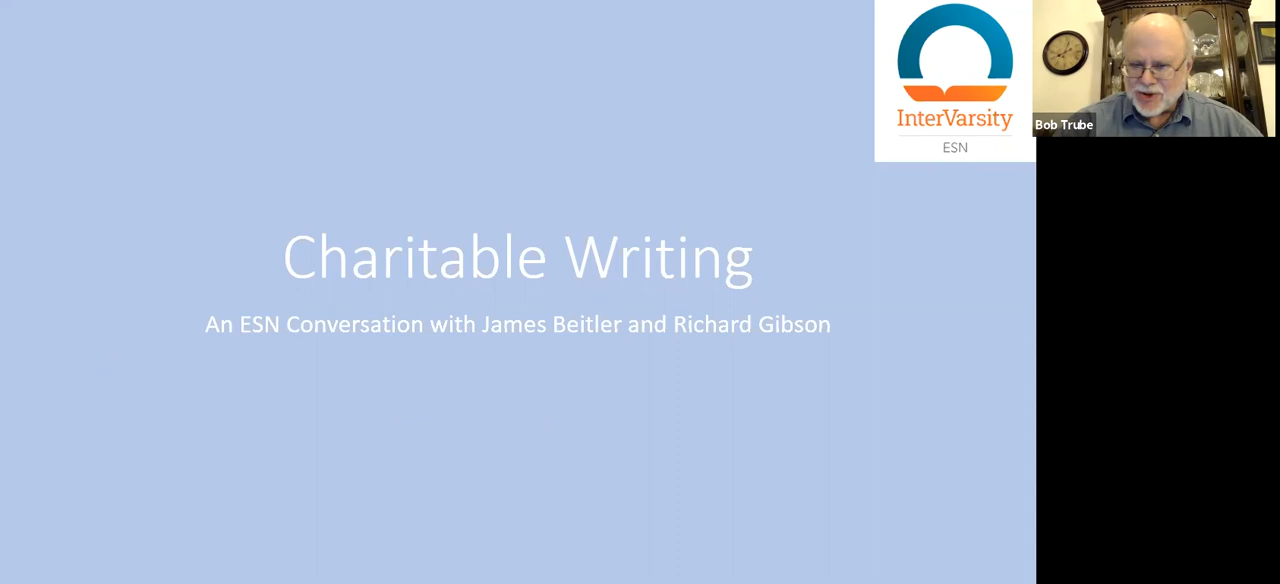 InterVarsity
ESN
Bob Trube
Charitable Writing
An ESN Conversation with James Beitler and Richard Gibson